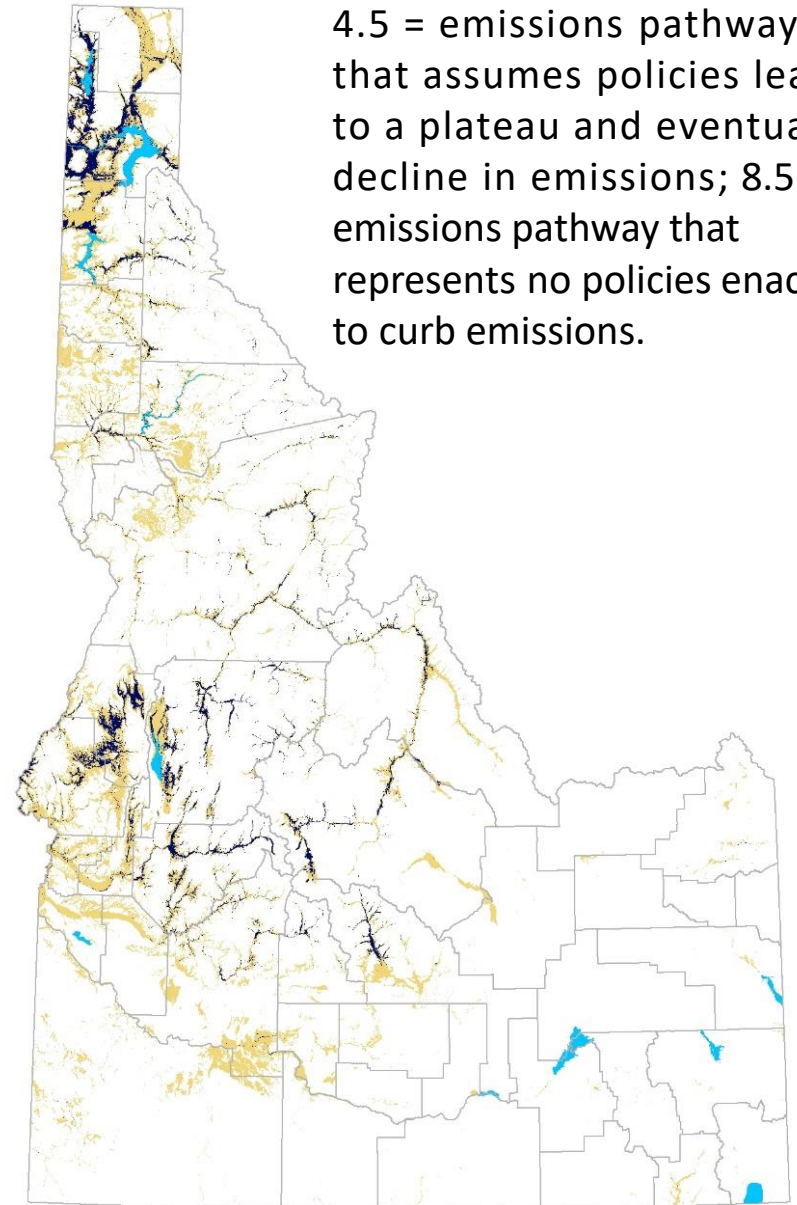 4.5 = emissions pathway
that assumes policies lea
to a plateau and eventua
decline in emissions; 8.5
emissions pathway that
represents no policies enac
to curb emissions.